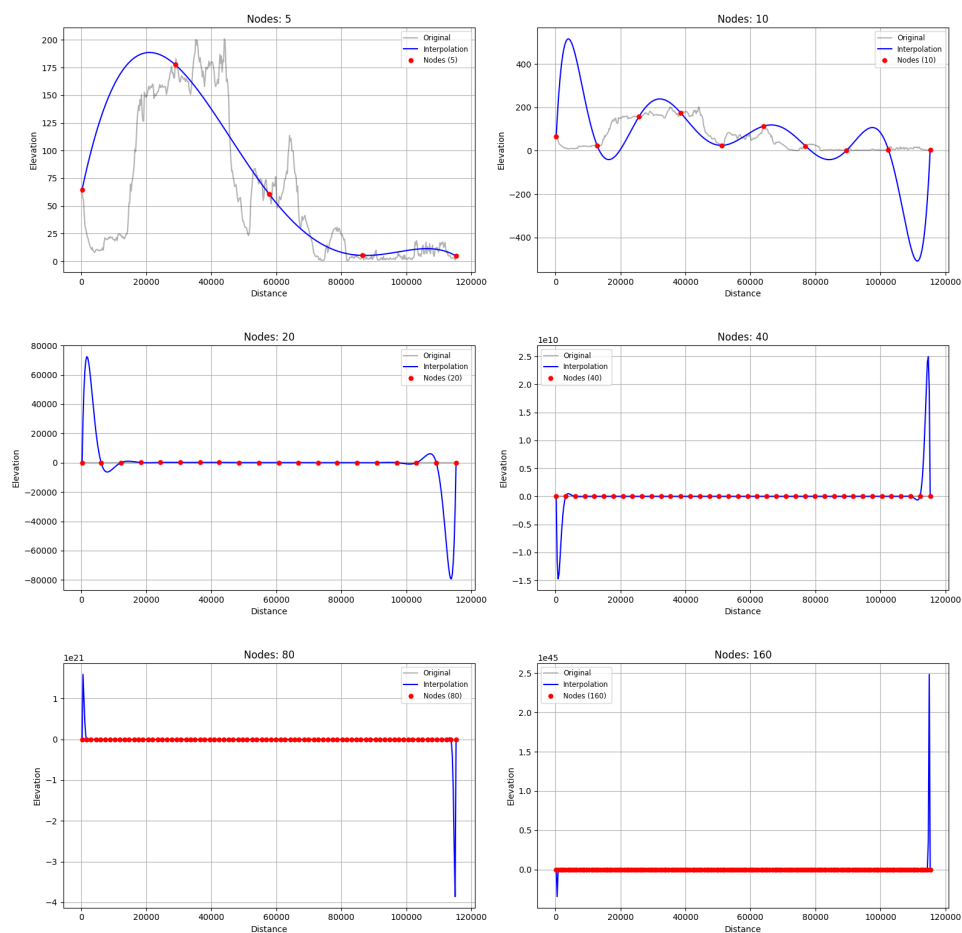 Nodes: 5
200
175
150
125
100
75
50
25
0
Elevation
Original
Interpolation
Nodes (5)
0 20000 40000 60000 80000 100000 120000
Distance
Nodes: 10
400
200
0
−200
−400
Elevation
Original
Interpolation
Nodes (10)
0 20000 40000 60000 80000 100000 120000
Distance
Nodes: 20
80000
60000
40000
20000
0
−20000
−40000
−60000
−80000
Elevation
Original
Interpolation
Nodes (20)
0 20000 40000 60000 80000 100000 120000
Distance
Nodes: 40
1e10
2.5
2.0
1.5
1.0
0.5
0.0
−0.5
−1.0
−1.5
Elevation
Original
Interpolation
Nodes (40)
0 20000 40000 60000 80000 100000 120000
Distance
Nodes: 80
1e21
1
0
−1
−2
−3
−4
Elevation
Original
Interpolation
Nodes (80)
0 20000 40000 60000 80000 100000 120000
Distance
Nodes: 160
1e45
2.5
2.0
1.5
1.0
0.5
0.0
Elevation
Original
Interpolation
Nodes (160)
0 20000 40000 60000 80000 100000 120000
Distance